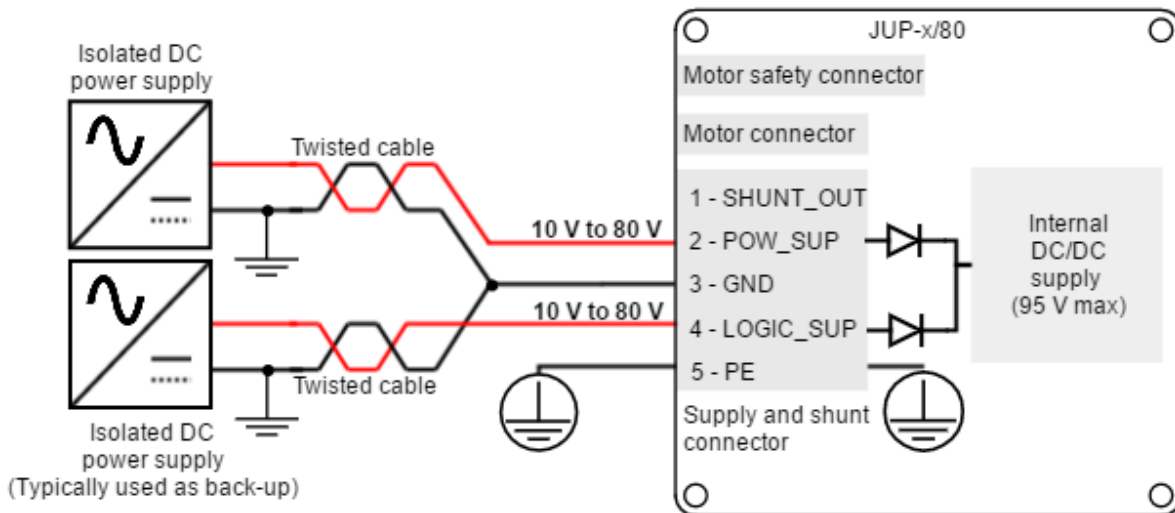 JUP-x/80
Isolated DC
power supply
Motor safety connector
Twisted cable
Motor connector
1 - SHUNT_OUT
10 V to 80 V
2 - POW_SUP
3 - GND
10 V to 80 V
4 - LOGIC_SUP
5 - PE
Internal
DC/DC
supply
(95 V max)
Twisted cable
Supply and shunt
connector
Isolated DC
power supply
(Typically used as back-up)